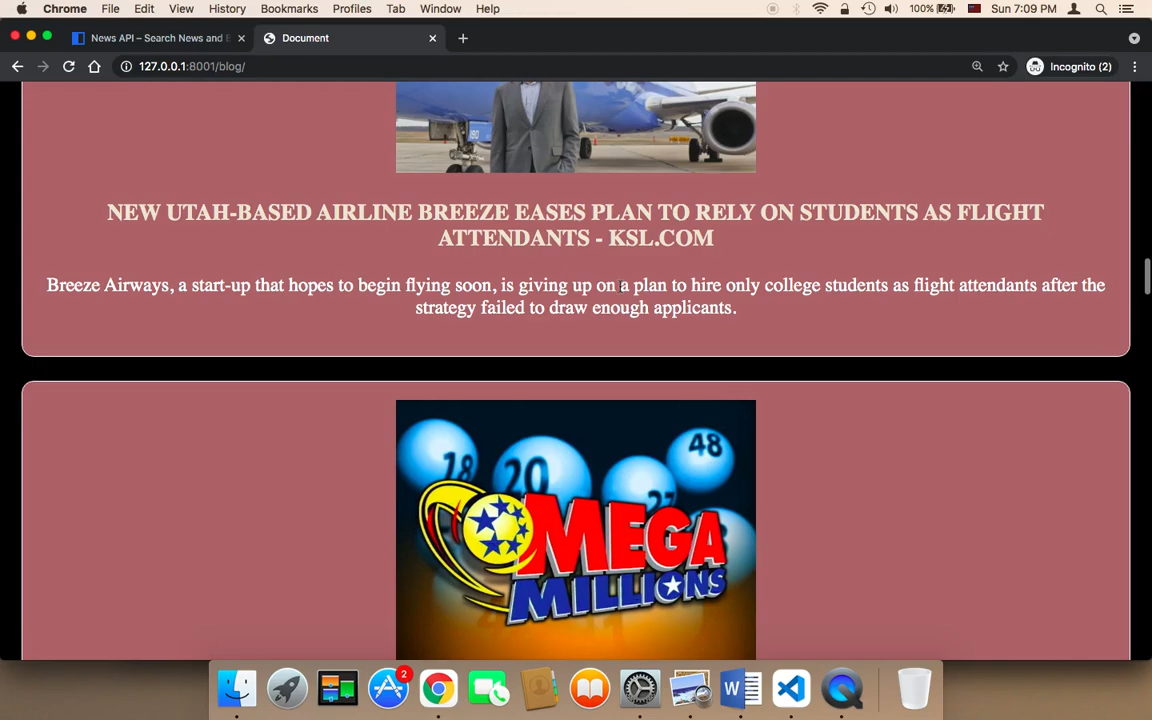 Chrome File Edit View History Bookmarks Profiles Tab Window Help 100% Sun 7:09 PM
News API – Search News and
Document
127.0.0.1:8001/blog/
Incognito (2)
NEW UTAH-BASED AIRLINE BREEZE EASES PLAN TO RELY ON STUDENTS AS FLIGHT
ATTENDANTS - KSL.COM
Breeze Airways, a start-up that hopes to begin flying soon, is giving up on a plan to hire only college students as flight attendants after the
strategy failed to draw enough applicants.
18 20 27 48
MEGA
MILLIONS
2
W